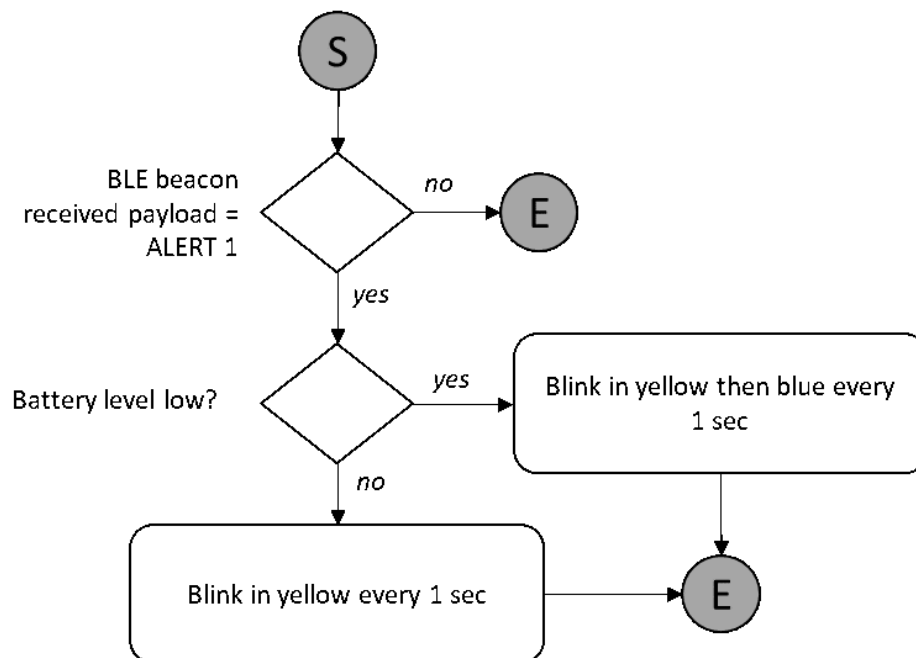 S
BLE beacon
received payload =
ALERT 1
no
E
yes
Battery level low?
yes
Blink in yellow then blue every
1 sec
no
Blink in yellow every 1 sec
E